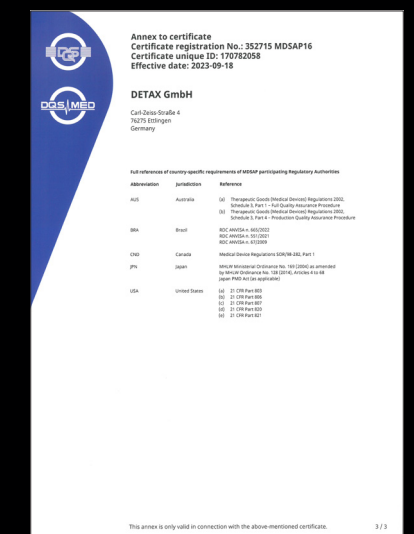 DQS
DQS MED
Annex to certificate
Certificate registration No.: 352715 MDSAP16
Certificate unique ID: 170782058
Effective date: 2023-09-18
DETAX GmbH
Carl-Zeiss-Straße 4
76275 Ettlingen
Germany
Full references of country-specific requirements of MDSAP participating Regulatory Authorities
Abbreviation Jurisdiction Reference
AUS Australia (a) Therapeutic Goods (Medical Devices) Regulations 2002,
Schedule 3, Part 1 – Full Quality Assurance Procedure
(b) Therapeutic Goods (Medical Devices) Regulations 2002,
Schedule 3, Part 4 – Production Quality Assurance Procedure
BRA Brazil RDC ANVISA n. 665/2022
RDC ANVISA n. 551/2021
RDC ANVISA n. 67/2009
CND Canada Medical Device Regulations SOR/98-282, Part 1
JPN Japan MHLW Ministerial Ordinance No. 169 (2004) as amended
by MHLW Ordinance No. 128 (2014), Articles 4 to 68
Japan PMD Act (as applicable)
USA United States (a) 21 CFR Part 803
(b) 21 CFR Part 806
(c) 21 CFR Part 807
(d) 21 CFR Part 820
(e) 21 CFR Part 821
This annex is only valid in connection with the above-mentioned certificate. 3 / 3